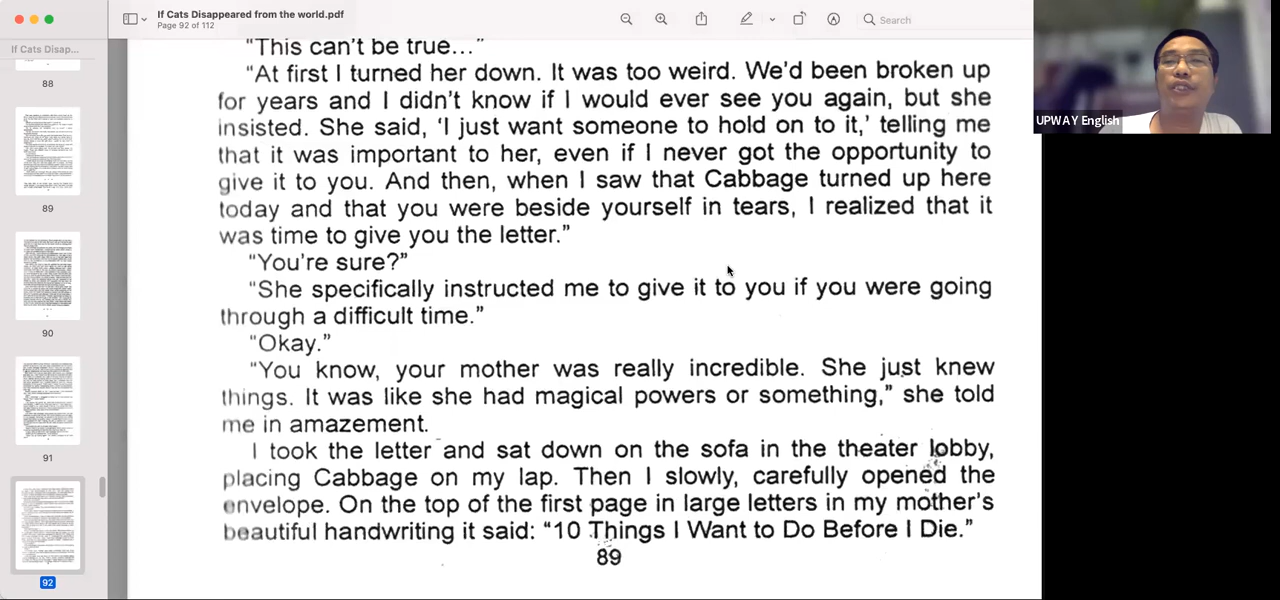 If Cats Disappeared from the world.pdf
Page 92 of 112
Search
If Cats Disap...
88
89
90
91
92
“This can’t be true...”
“At first I turned her down. It was too weird. We’d been broken up
for years and I didn’t know if I would ever see you again, but she
insisted. She said, ‘I just want someone to hold on to it,’ telling me
that it was important to her, even if I never got the opportunity to
give it to you. And then, when I saw that Cabbage turned up here
today and that you were beside yourself in tears, I realized that it
was time to give you the letter.”
“You’re sure?”
“She specifically instructed me to give it to you if you were going
through a difficult time.”
“Okay.”
“You know, your mother was really incredible. She just knew
things. It was like she had magical powers or something,” she told
me in amazement.
I took the letter and sat down on the sofa in the theater lobby,
placing Cabbage on my lap. Then I slowly, carefully opened the
envelope. On the top of the first page in large letters in my mother’s
beautiful handwriting it said: “10 Things I Want to Do Before I Die.”
89
UPWAY English